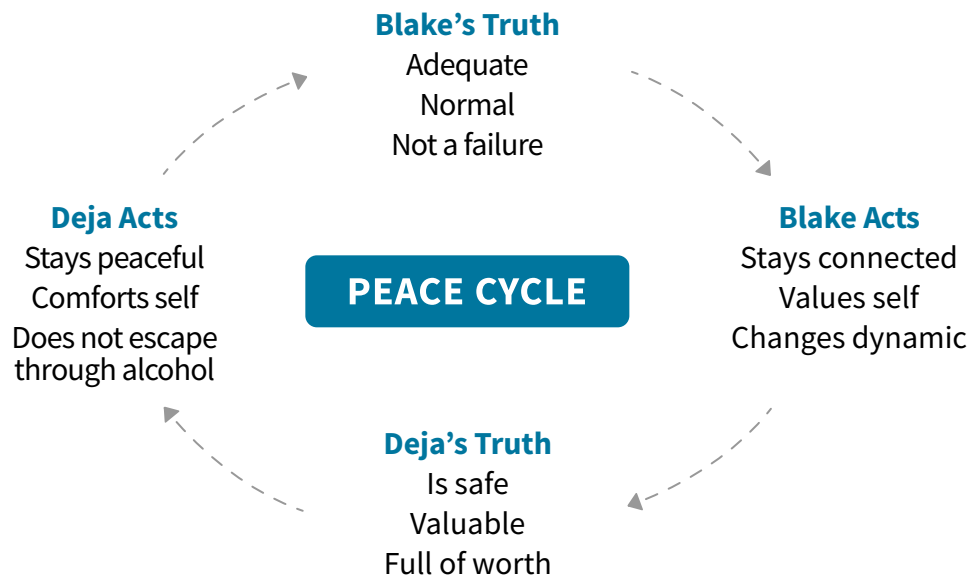 Blake’s Truth
Adequate
Normal
Not a failure
Deja Acts
Stays peaceful
Comforts self
Does not escape
through alcohol
PEACE CYCLE
Blake Acts
Stays connected
Values self
Changes dynamic
Deja’s Truth
Is safe
Valuable
Full of worth